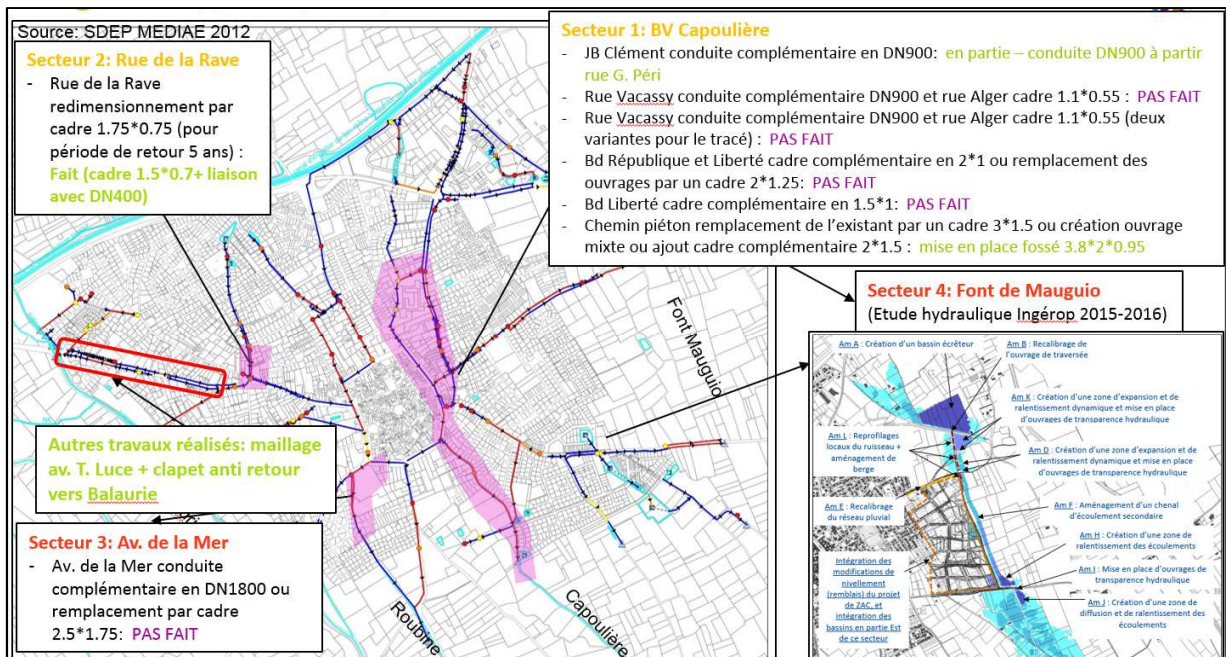 Source: SDEP MEDIAE 2012
Secteur 2: Rue de la Rave
- Rue de la Rave
redimensionnement par
cadre 1.75*0.75 (pour
période de retour 5 ans) :
Fait (cadre 1.5*0.7+ liaison
avec DN400)
Secteur 1: BV Capoulière
- JB Clément conduite complémentaire en DN900: en partie – conduite DN900 à partir
rue G. Péri
- Rue Vacassy conduite complémentaire DN900 et rue Alger cadre 1.1*0.55 : PAS FAIT
- Rue Vacassy conduite complémentaire DN900 et rue Alger cadre 1.1*0.55 (deux
variantes pour le tracé) : PAS FAIT
- Bd République et Liberté cadre complémentaire en 2*1 ou remplacement des
ouvrages par un cadre 2*1.25: PAS FAIT
- Bd Liberté cadre complémentaire en 1.5*1: PAS FAIT
- Chemin piéton remplacement de l'existant par un cadre 3*1.5 ou création ouvrage
mixte ou ajout cadre complémentaire 2*1.5 : mise en place fossé 3.8*2*0.95
Font Mauguio
Autres travaux réalisés: maillage
av. T. Luce + clapet anti retour
vers Balaurie
Secteur 3: Av. de la Mer
- Av. de la Mer conduite
complémentaire en DN1800 ou
remplacement par cadre
2.5*1.75: PAS FAIT
Roubine
Capoulière
Secteur 4: Font de Mauguio
(Etude hydraulique Ingérop 2015-2016)
Am A : Création d'un bassin écrêteur
Am B : Recalibrage de
l'ouvrage de traversée
Am K : Création d'une zone d'expansion et de
ralentissement dynamique et mise en place
d'ouvrages de transparence hydraulique
Am L : Reprofilages
locaux du ruisseau +
aménagement de
berge
Am D : Création d'une zone d'expansion et de
ralentissement dynamique et mise en place
d'ouvrages de transparence hydraulique
Am E : Recalibrage
du réseau pluvial
Am F : Aménagement d'un chenal
d'écoulement secondaire
Am H : Création d'une zone de
ralentissement des écoulements
Am I : Mise en place d'ouvrages de
transparence hydraulique
Intégration des
modifications de
nivellement
(remblais) du projet
de ZAC, et
intégration des
bassins en partie Est
de ce secteur
Am J : Création d'une zone de
diffusion et de ralentissement des
écoulements